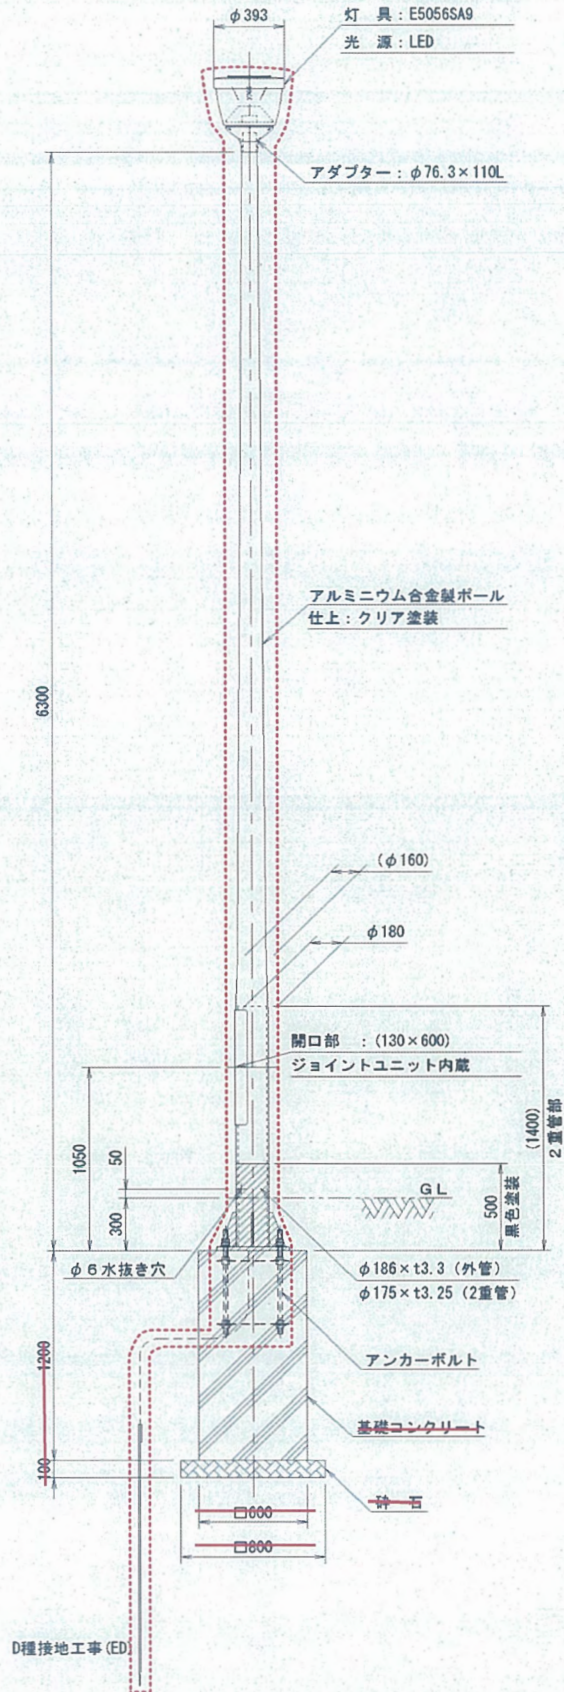 φ393
灯 具：E5056SA9
光 源：LED
アダプター：φ76.3×110L
6300
アルミニウム合金製ポール
仕上：クリア塗装
(φ160)
φ180
開口部 ：(130×600)
ジョイントユニット内蔵
1050
50
300
(1400)
2重管部
500
黒色塗装
GL
φ6水抜き穴
φ186×t3.3（外管）
φ175×t3.25（2重管）
アンカーボルト
1200
基礎コンクリート
100
砕 石
□600
□800
D種接地工事(ED)